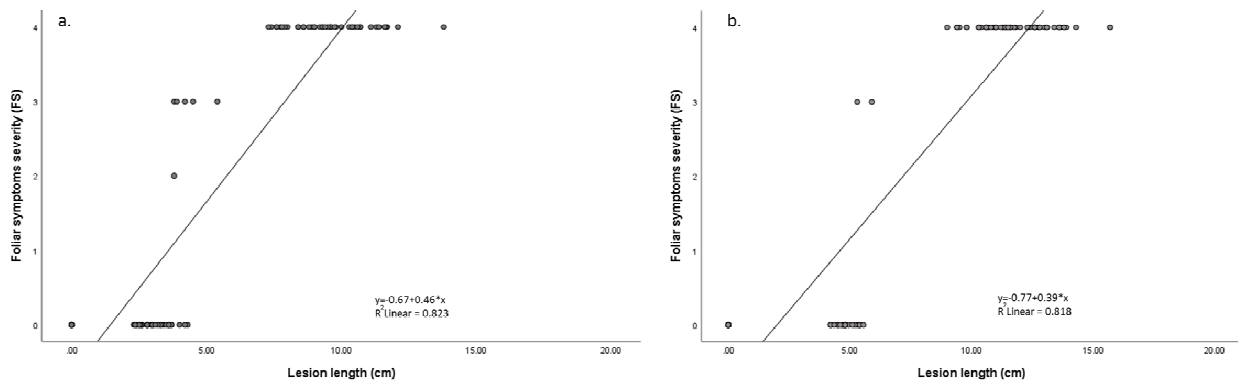 a.
Foliar symptoms severity (FS)
4
3
2
1
0
y=-0.67+0.46*x
R2 Linear = 0.823
.00 5.00 10.00 15.00 20.00
Lesion length (cm)
b.
Foliar symptoms severity (FS)
4
3
2
1
0
y=-0.77+0.39*x
R2 Linear = 0.818
.00 5.00 10.00 15.00 20.00
Lesion length (cm)